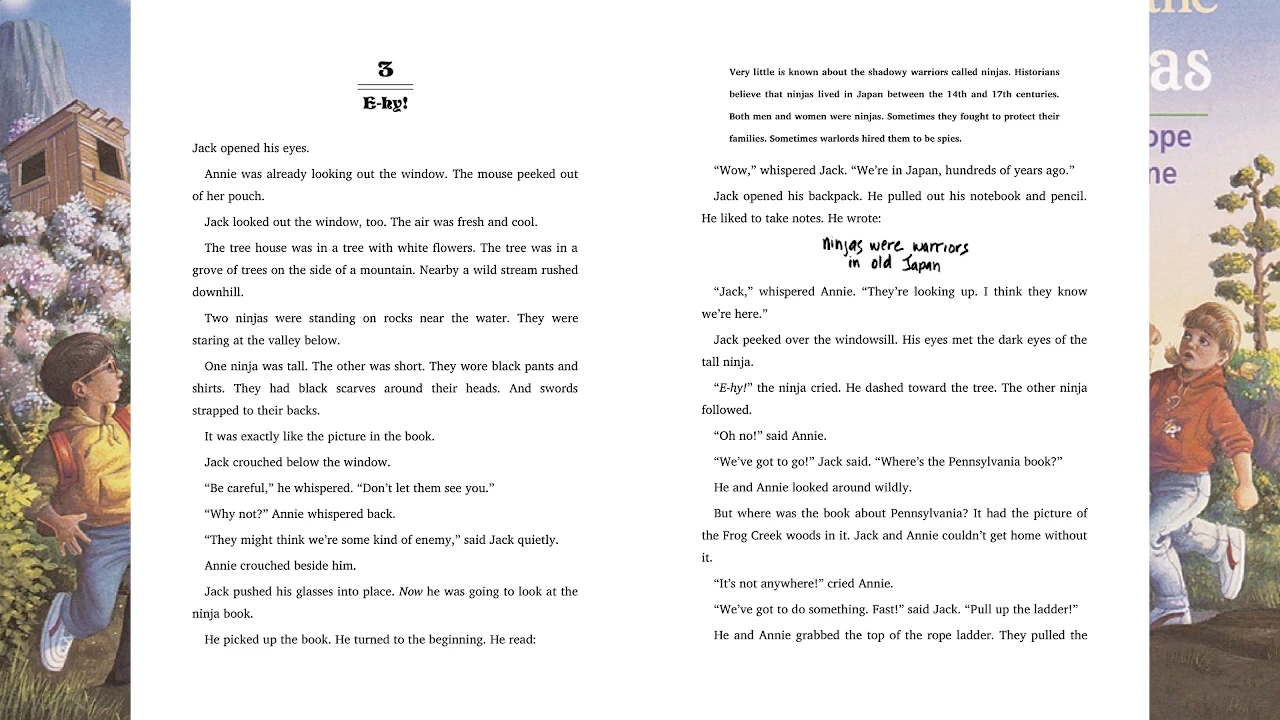 3
E-hy!
Jack opened his eyes.
Annie was already looking out the window. The mouse peeked out
of her pouch.
Jack looked out the window, too. The air was fresh and cool.
The tree house was in a tree with white flowers. The tree was in a
grove of trees on the side of a mountain. Nearby a wild stream rushed
downhill.
Two ninjas were standing on rocks near the water. They were
staring at the valley below.
One ninja was tall. The other was short. They wore black pants and
shirts. They had black scarves around their heads. And swords
strapped to their backs.
It was exactly like the picture in the book.
Jack crouched below the window.
“Be careful,” he whispered. “Don’t let them see you.”
“Why not?” Annie whispered back.
“They might think we’re some kind of enemy,” said Jack quietly.
Annie crouched beside him.
Jack pushed his glasses into place. Now he was going to look at the
ninja book.
He picked up the book. He turned to the beginning. He read:
Very little is known about the shadowy warriors called ninjas. Historians
believe that ninjas lived in Japan between the 14th and 17th centuries.
Both men and women were ninjas. Sometimes they fought to protect their
families. Sometimes warlords hired them to be spies.
“Wow,” whispered Jack. “We’re in Japan, hundreds of years ago.”
Jack opened his backpack. He pulled out his notebook and pencil.
He liked to take notes. He wrote:
ninjas were warriors
in old Japan
“Jack,” whispered Annie. “They’re looking up. I think they know
we’re here.”
Jack peeked over the windowsill. His eyes met the dark eyes of the
tall ninja.
“E-hy!” the ninja cried. He dashed toward the tree. The other ninja
followed.
“Oh no!” said Annie.
“We’ve got to go!” Jack said. “Where’s the Pennsylvania book?”
He and Annie looked around wildly.
But where was the book about Pennsylvania? It had the picture of
the Frog Creek woods in it. Jack and Annie couldn’t get home without
it.
“It’s not anywhere!” cried Annie.
“We’ve got to do something. Fast!” said Jack. “Pull up the ladder!”
He and Annie grabbed the top of the rope ladder. They pulled the
the
as
ope
ne